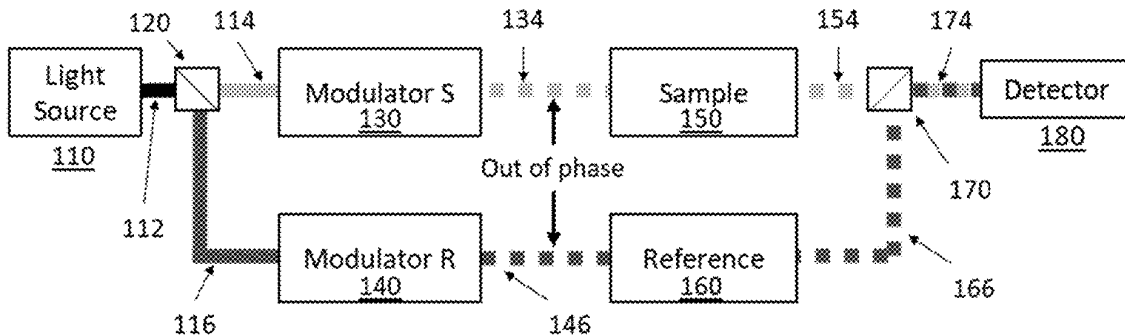 120
114
134
154
174
Light
Source
110
Modulator S
130
Sample
150
Detector
180
112
Out of phase
170
Modulator R
140
Reference
160
116
146
166